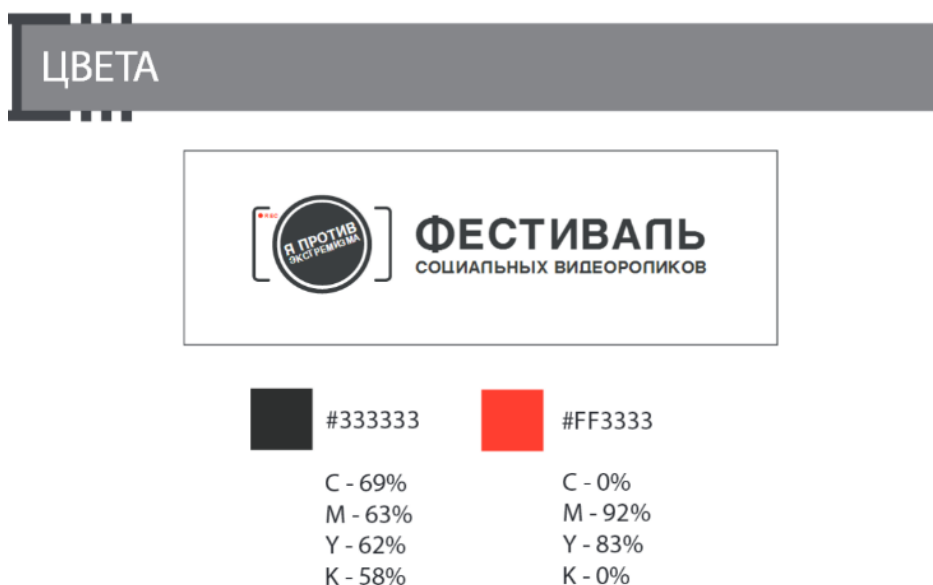 ЦВЕТА
REC
Я ПРОТИВ
ЭКСТРЕМИЗМА
ФЕСТИВАЛЬ
СОЦИАЛЬНЫХ ВИДЕОРОЛИКОВ
#333333
#FF3333
C - 69%
C - 0%
M - 63%
M - 92%
Y - 62%
Y - 83%
K - 58%
K - 0%